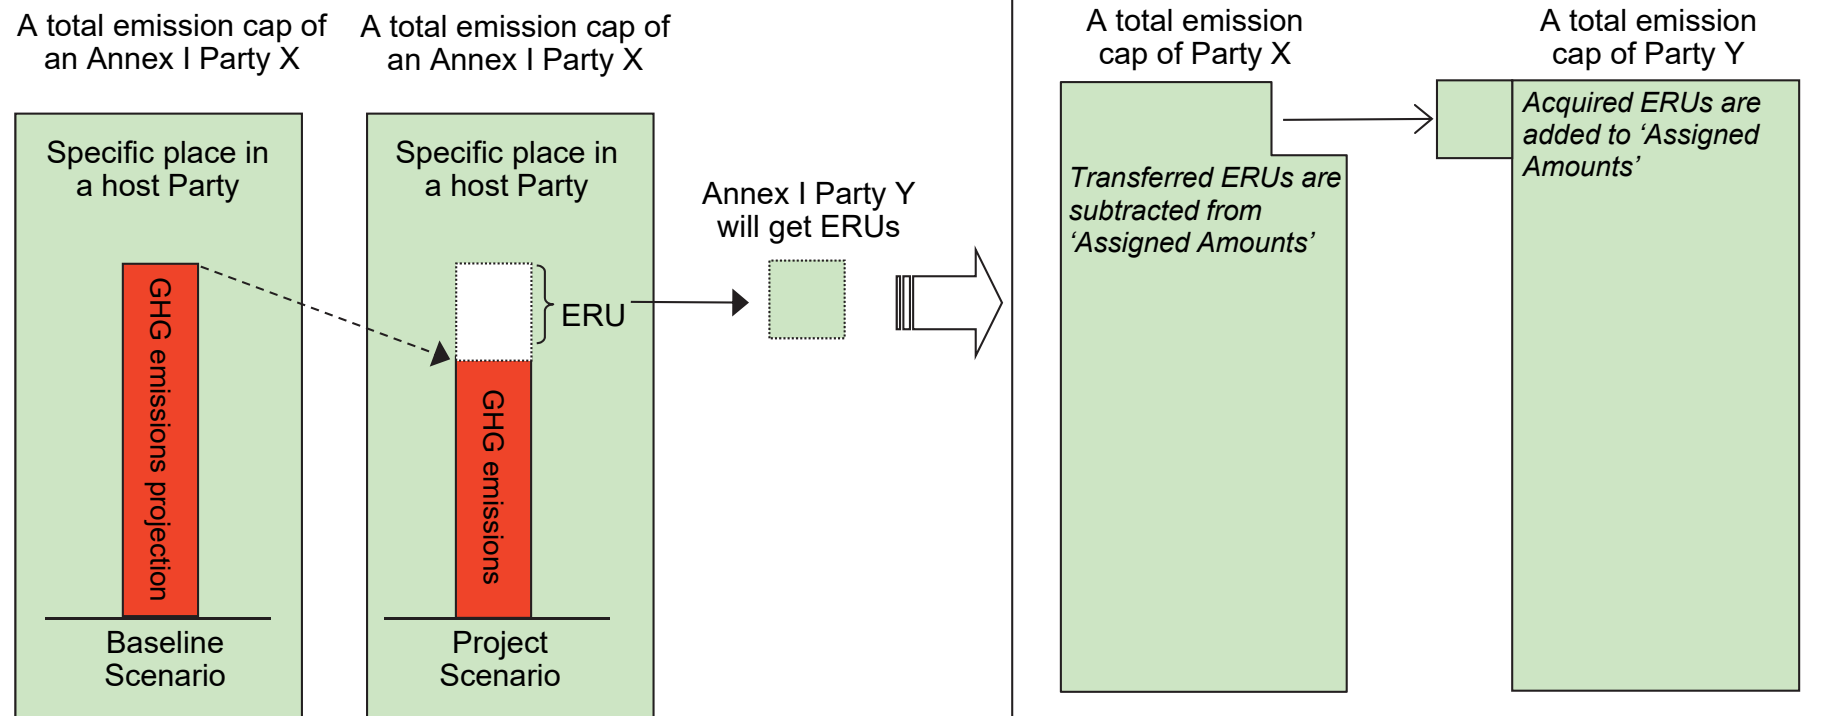 A total emission cap of
an Annex I Party X
A total emission cap of
an Annex I Party X
Specific place in
a host Party
GHG emissions projection
Baseline
Scenario
Specific place in
a host Party
ERU
GHG emissions
Project
Scenario
Annex I Party Y
will get ERUs
A total emission
cap of Party X
Transferred ERUs are
subtracted from
‘Assigned Amounts’
A total emission
cap of Party Y
Acquired ERUs are
added to ‘Assigned
Amounts’